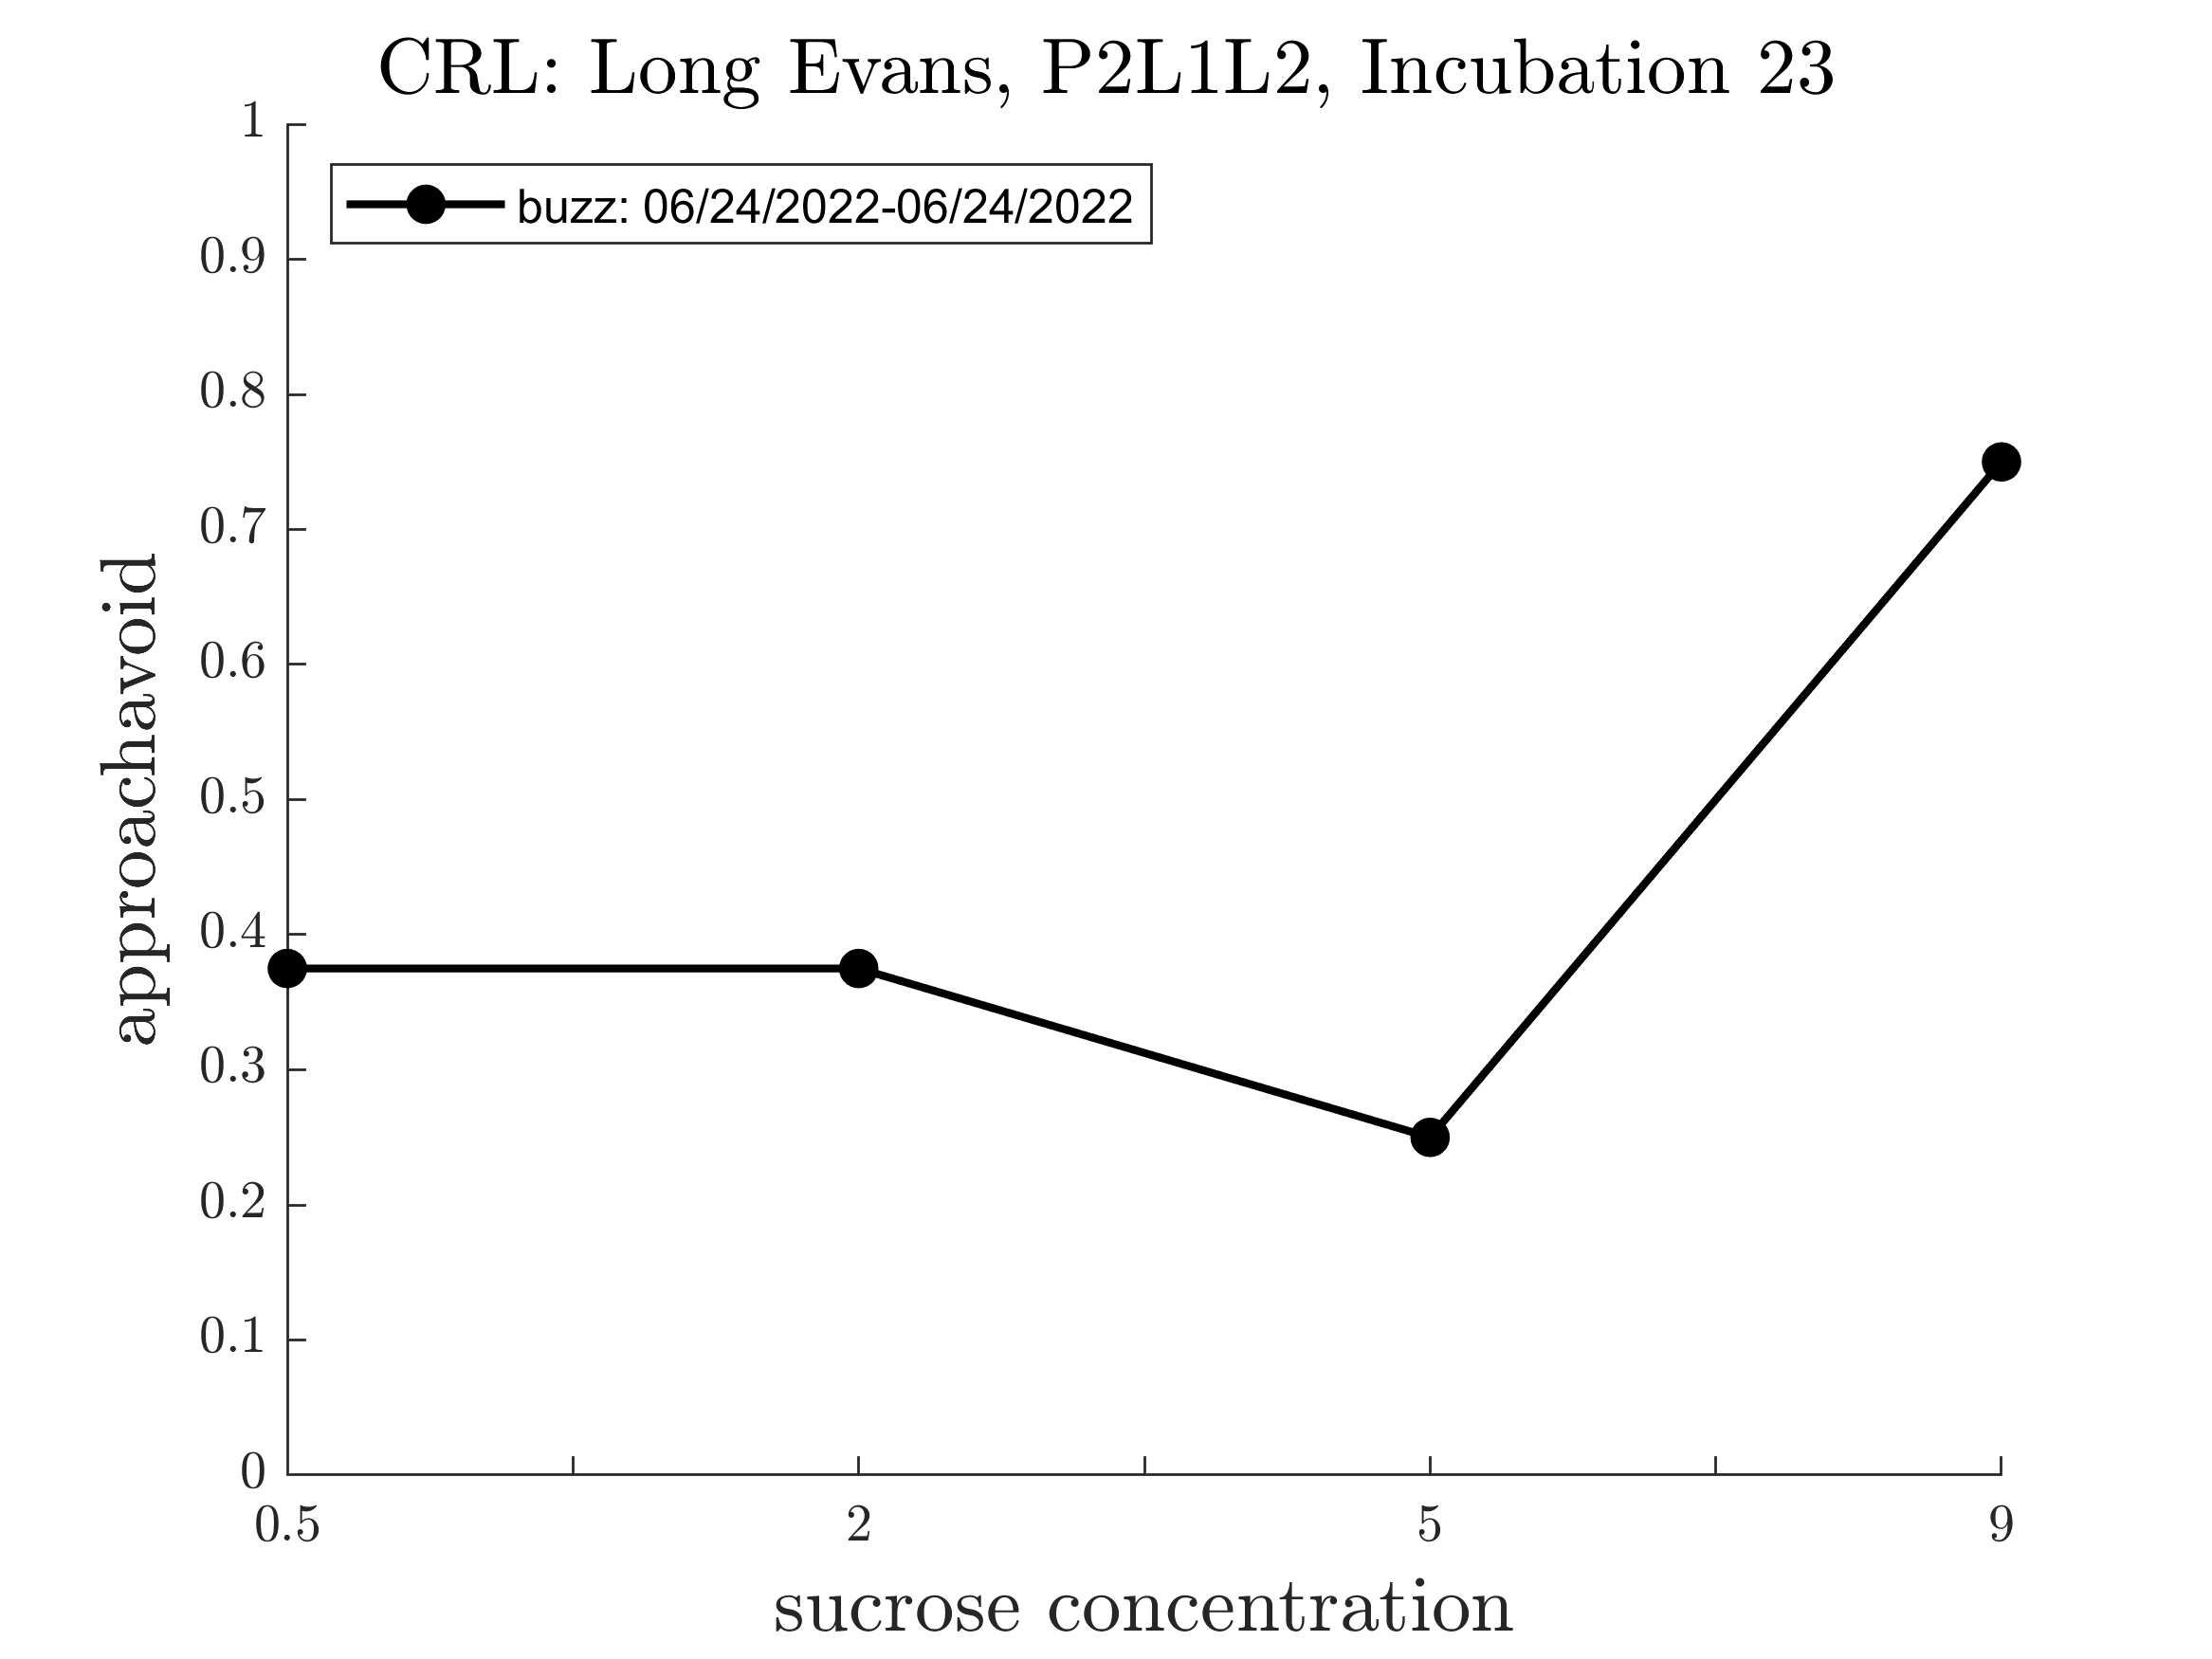 CRL: Long Evans, P2L1L2, Incubation 23
1
buzz: 06/24/2022-06/24/2022
0.9
0.8
0.7
0.6
0.5
0.4
0.3
0.2
0.1
0
approachavoid
0.5 2 5 9
sucrose concentration